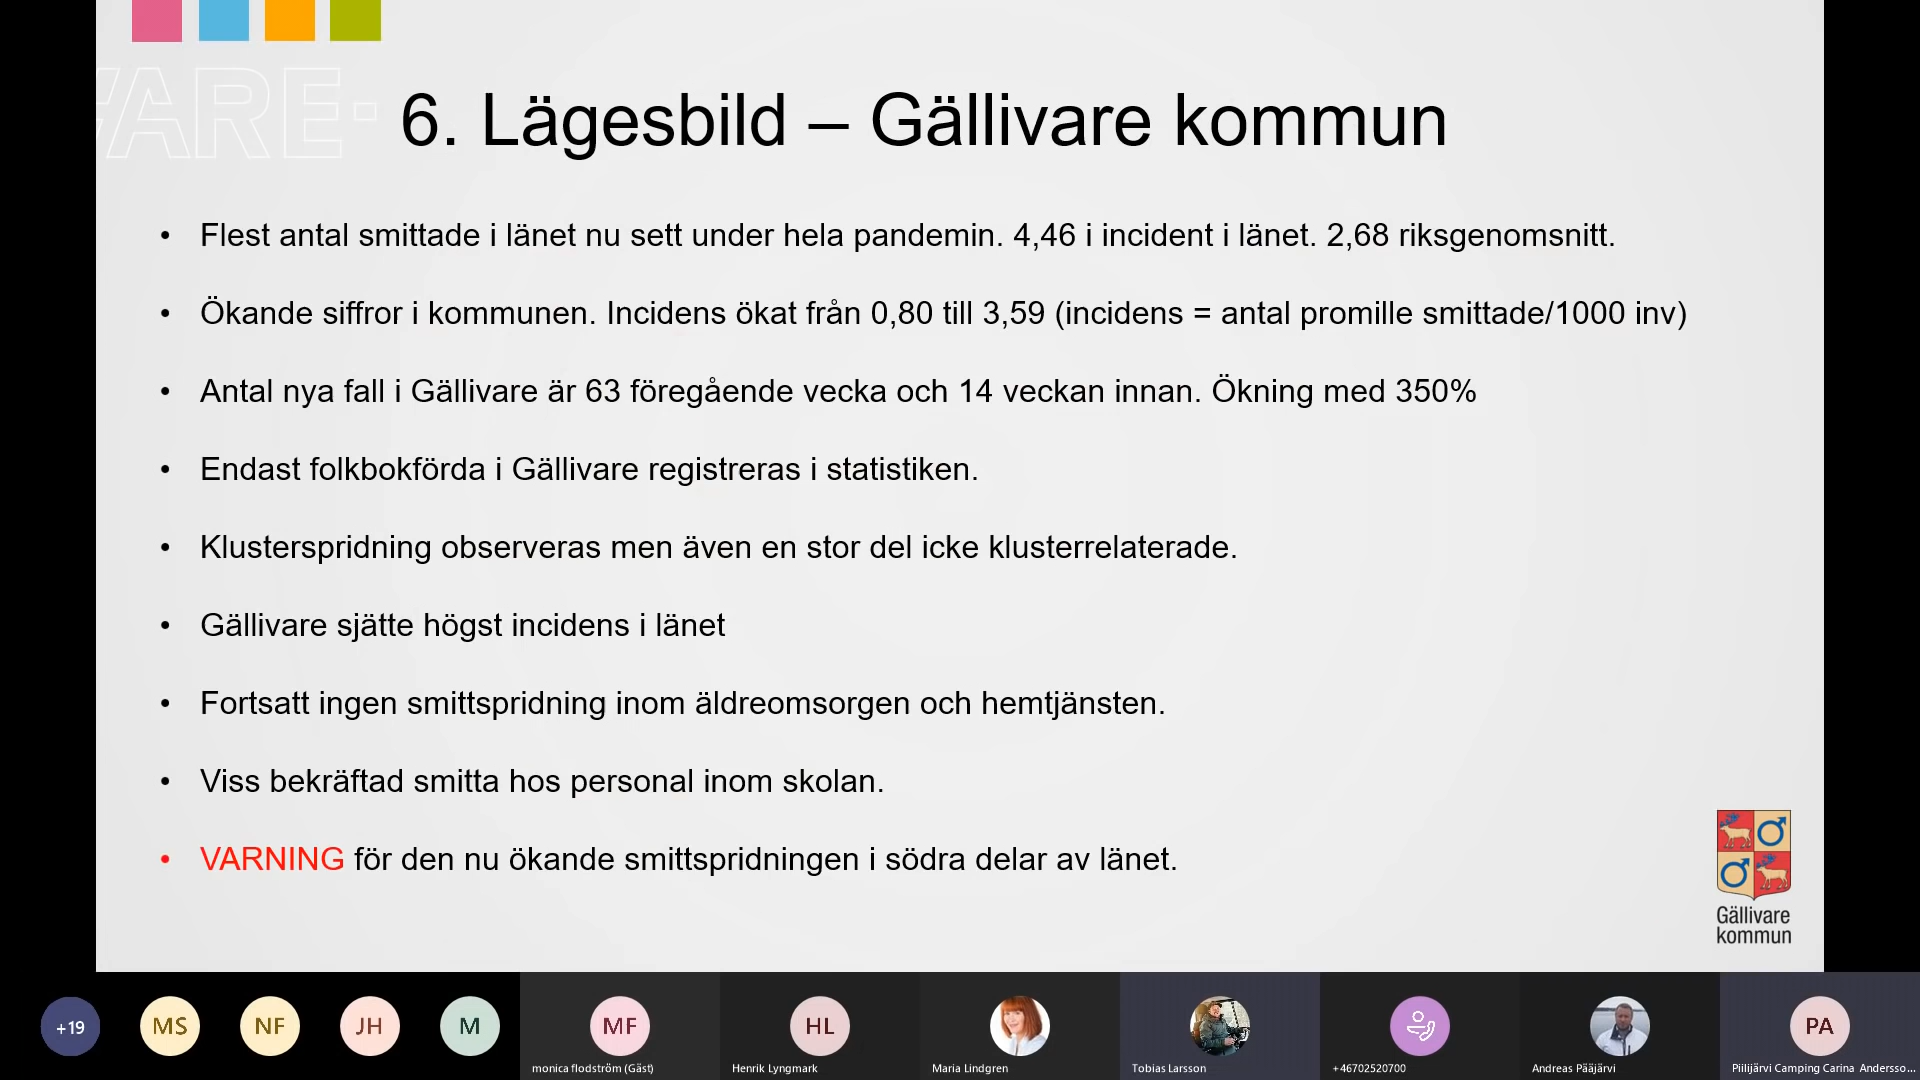 VARE
6. Lägesbild – Gällivare kommun
• Flest antal smittade i länet nu sett under hela pandemin. 4,46 i incident i länet. 2,68 riksgenomsnitt.
• Ökande siffror i kommunen. Incidens ökat från 0,80 till 3,59 (incidens = antal promille smittade/1000 inv)
• Antal nya fall i Gällivare är 63 föregående vecka och 14 veckan innan. Ökning med 350%
• Endast folkbokförda i Gällivare registreras i statistiken.
• Klusterspridning observeras men även en stor del icke klusterrelaterade.
• Gällivare sjätte högst incidens i länet
• Fortsatt ingen smittspridning inom äldreomsorgen och hemtjänsten.
• Viss bekräftad smitta hos personal inom skolan.
• VARNING för den nu ökande smittspridningen i södra delar av länet.
Gällivare
kommun
+19 MS NF JH M MF HL PA
monica flodström (Gäst) Henrik Lyngmark Maria Lindgren Tobias Larsson +46702520700 Andreas Pääjärvi Piilijärvi Camping Carina Andersso...